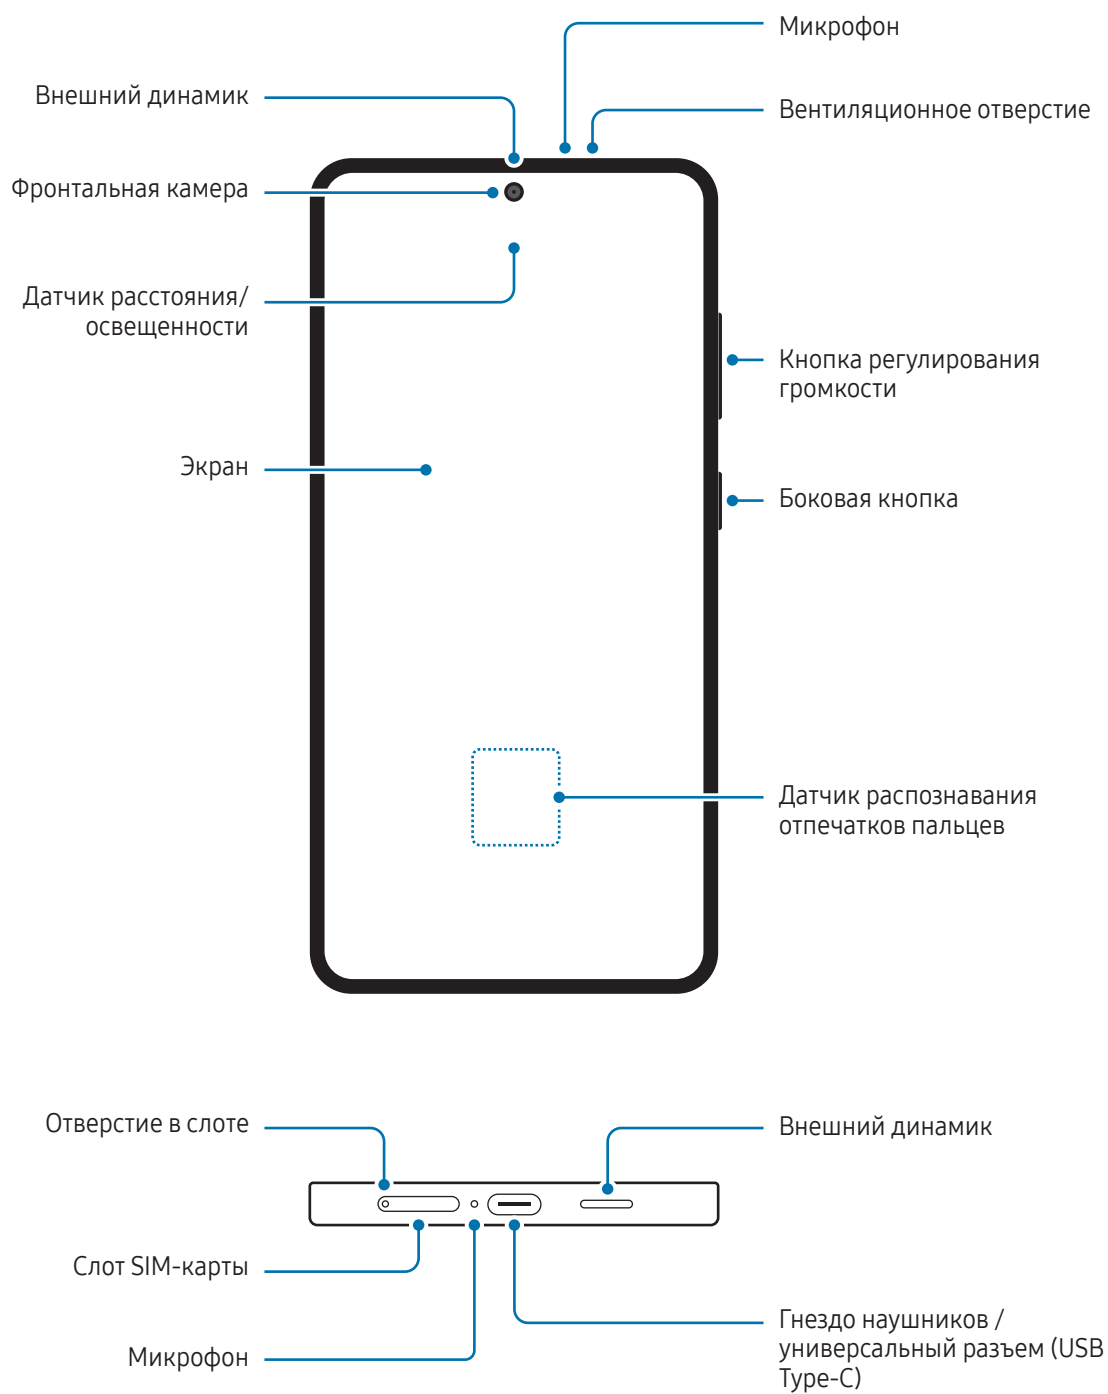 Микрофон
Внешний динамик
Вентиляционное отверстие
Фронтальная камера
Датчик расстояния/
освещенности
Кнопка регулирования
громкости
Экран
Боковая кнопка
Датчик распознавания
отпечатков пальцев
Отверстие в слоте
Внешний динамик
Слот SIM-карты
Гнездо наушников /
универсальный разъем (USB
Type-C)
Микрофон